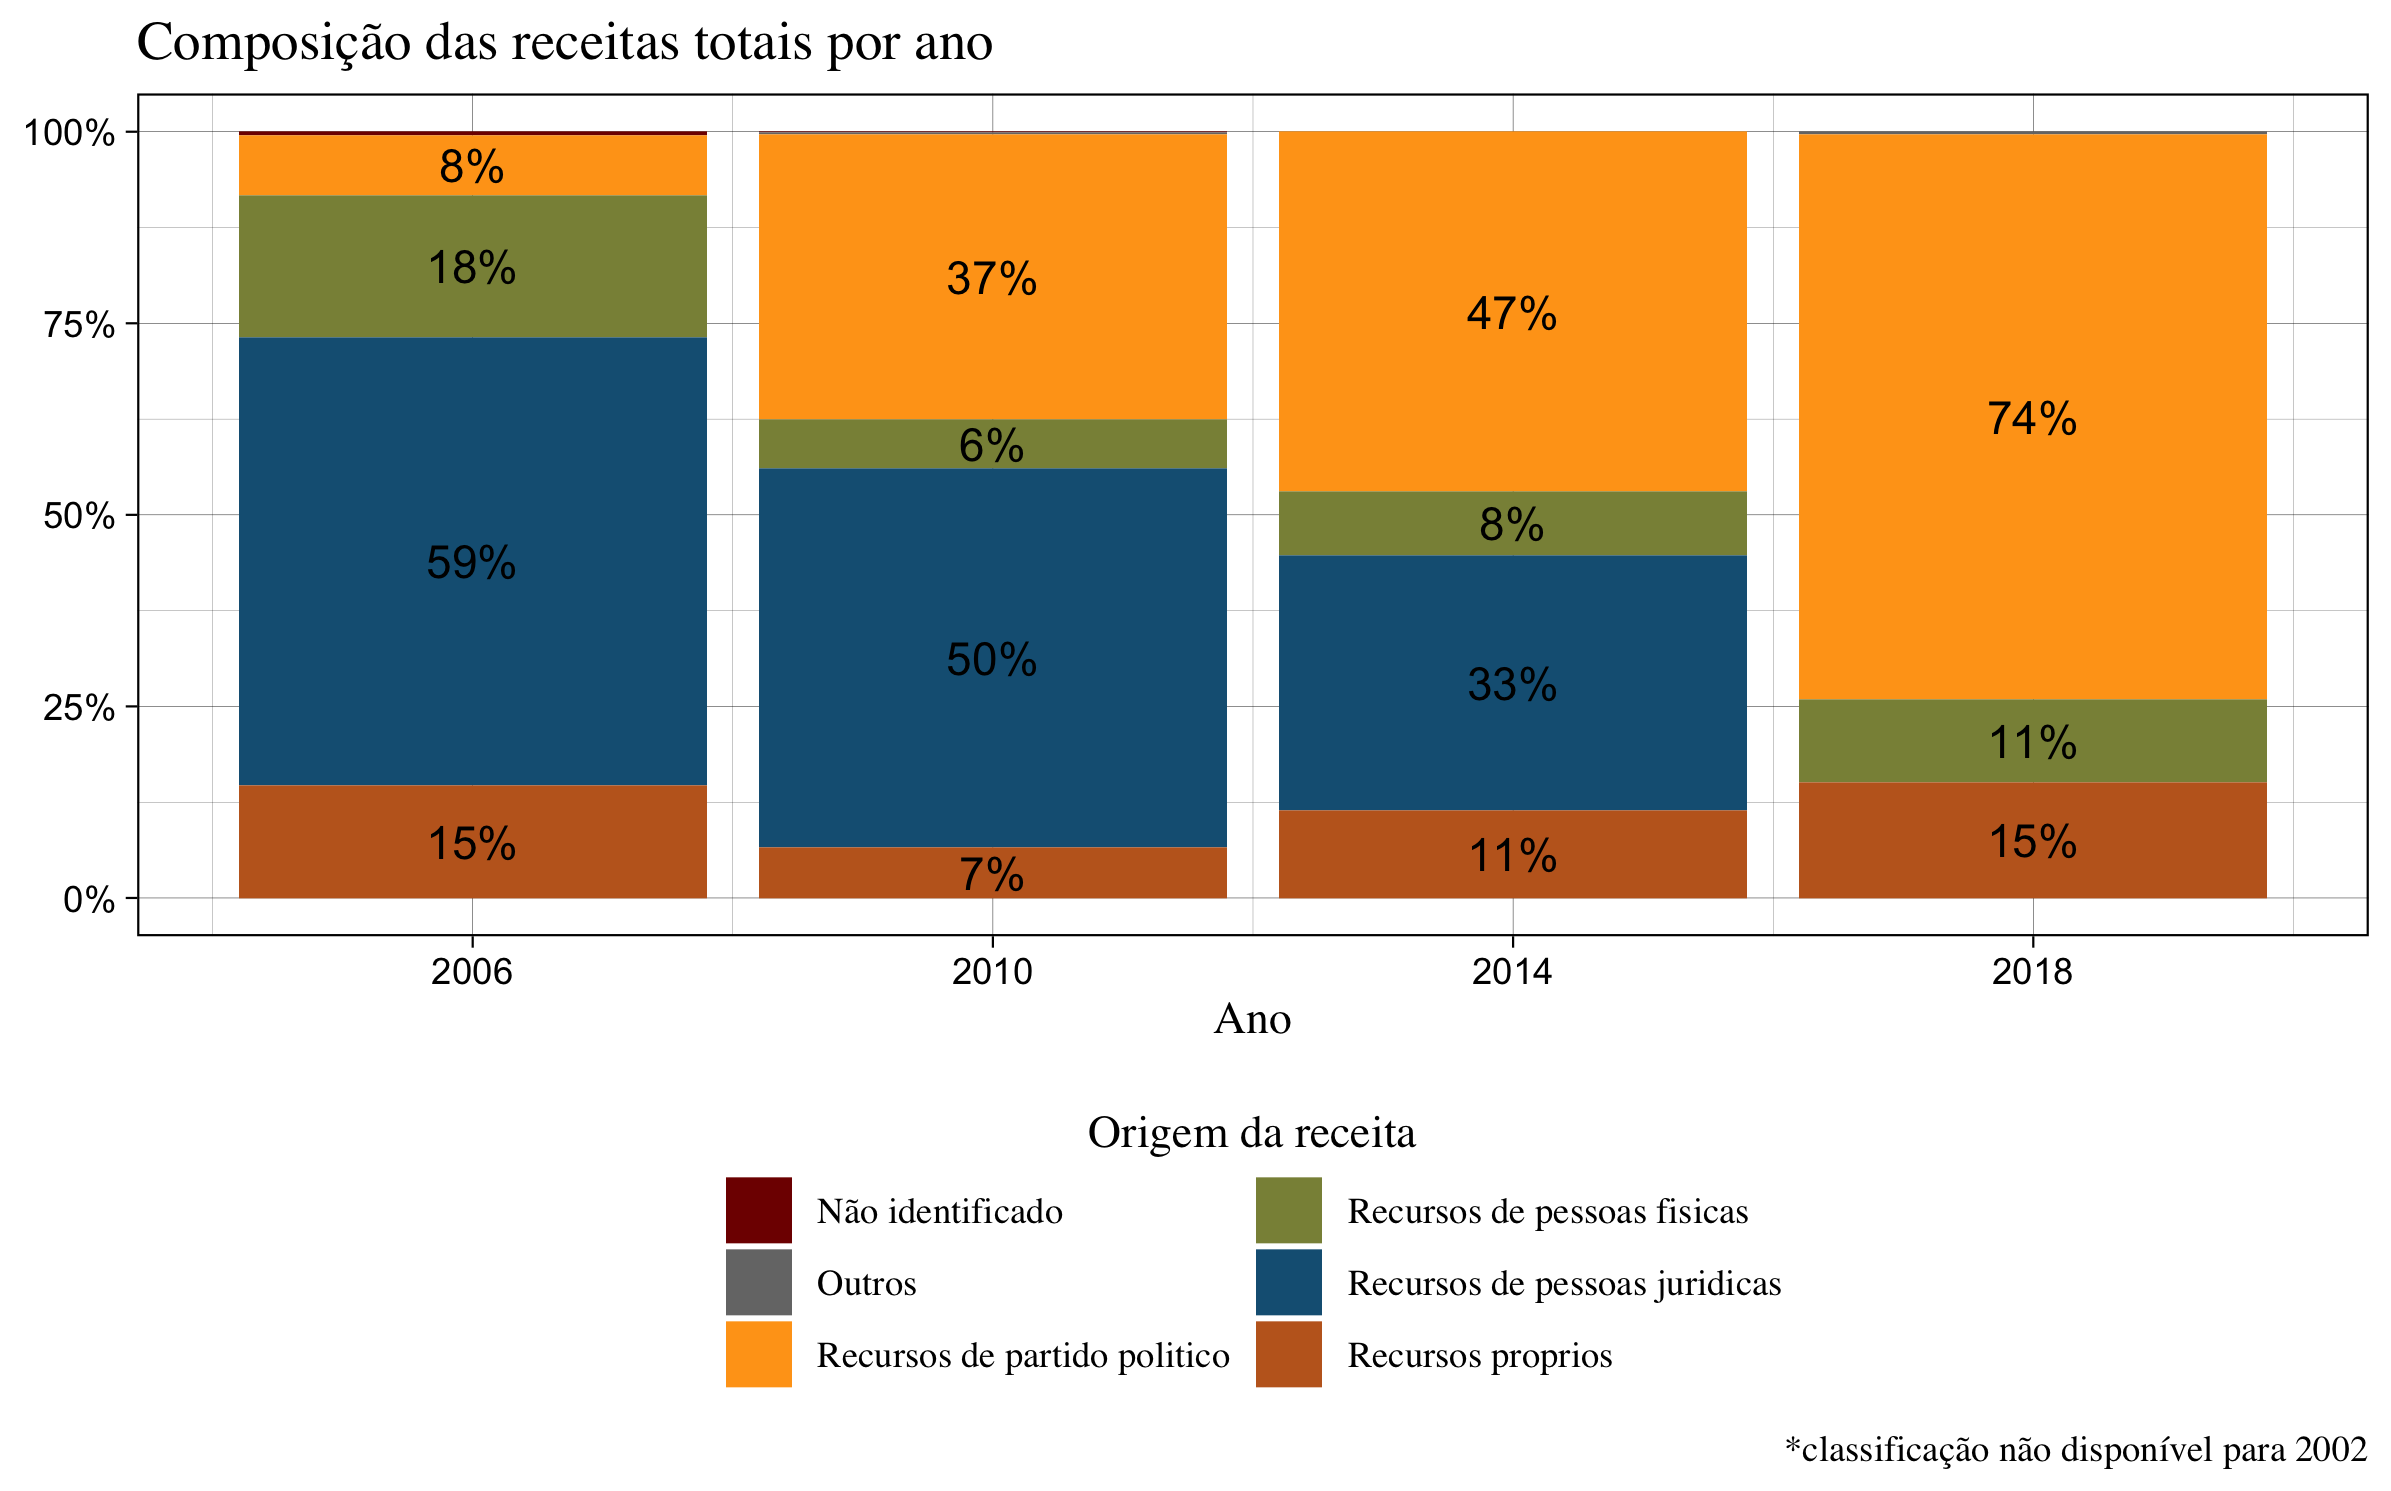 Composição das receitas totais por ano
100%
75%
50%
25%
0%
8%
18%
59%
15%
37%
6%
50%
7%
47%
8%
33%
11%
74%
11%
15%
2006 2010 2014 2018
Ano
Origem da receita
Não identificado
Outros
Recursos de partido politico
Recursos de pessoas fisicas
Recursos de pessoas juridicas
Recursos proprios
*classificação não disponível para 2002